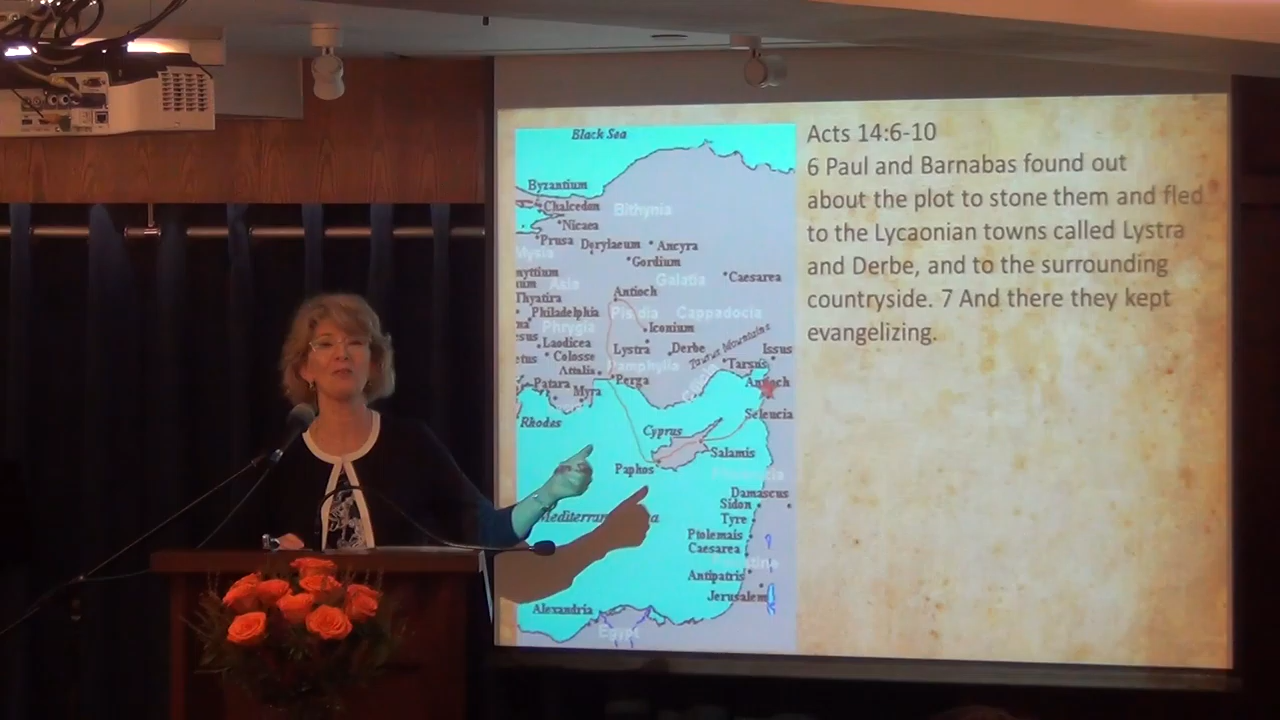 Acts 14:6-10
6 Paul and Barnabas found out
about the plot to stone them and fled
to the Lycaonian towns called Lystra
and Derbe, and to the surrounding
countryside. 7 And there they kept
evangelizing.
Black Sea
Byzantium
Chalcedon
Bithynia
Nicaea
Prusa Dorylaeum Ancyra
Mysia
Gordium
Galatia
Caesarea
Asia
Antioch
Thyatira
Philadelphia
Pisidia Cappadocia
Phrygia
Iconium
Laodicea
Lystra Derbe Taurus Mountains Issus
Colosse
Tarsus
Attalia
Pamphylia
Perga
Patara
Myra
Antioch
Seleucia
Rhodes
Cyprus
Salamis
Paphos
Damascus
Sidon
Tyre
Ptolemais
Caesarea
Antipatris
Jerusalem
Alexandria
Egypt